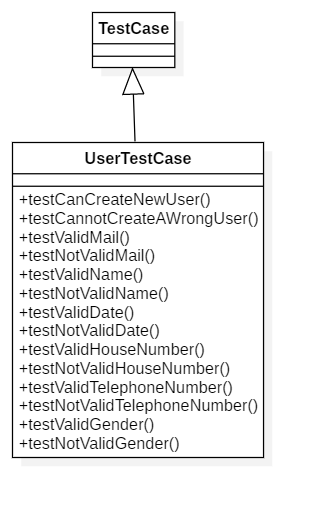 TestCase
UserTestCase
+testCanCreateNewUser()
+testCannotCreateAWrongUser()
+testValidMail()
+testNotValidMail()
+testValidName()
+testNotValidName()
+testValidDate()
+testNotValidDate()
+testValidHouseNumber()
+testNotValidHouseNumber()
+testValidTelephoneNumber()
+testNotValidTelephoneNumber()
+testValidGender()
+testNotValidGender()